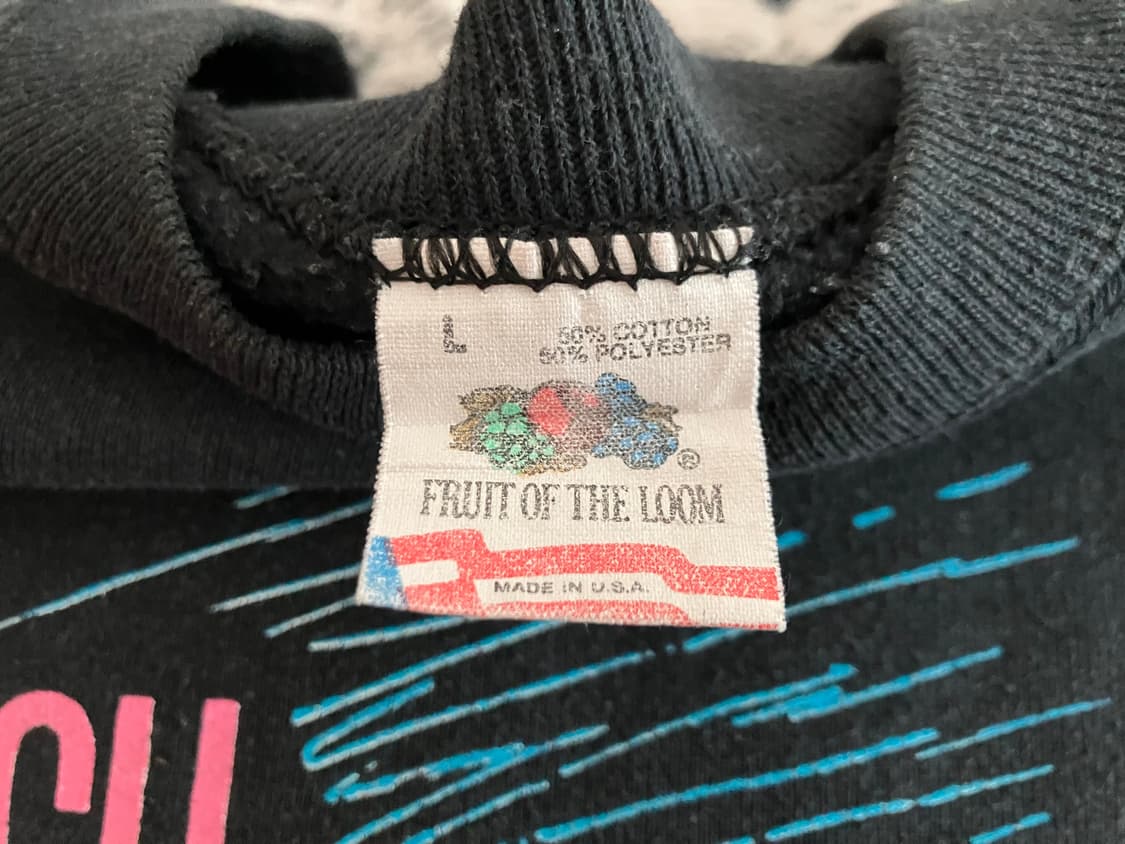 L
50% COTTON
50% POLYESTER
®
FRUIT OF THE LOOM
MADE IN U.S.A.